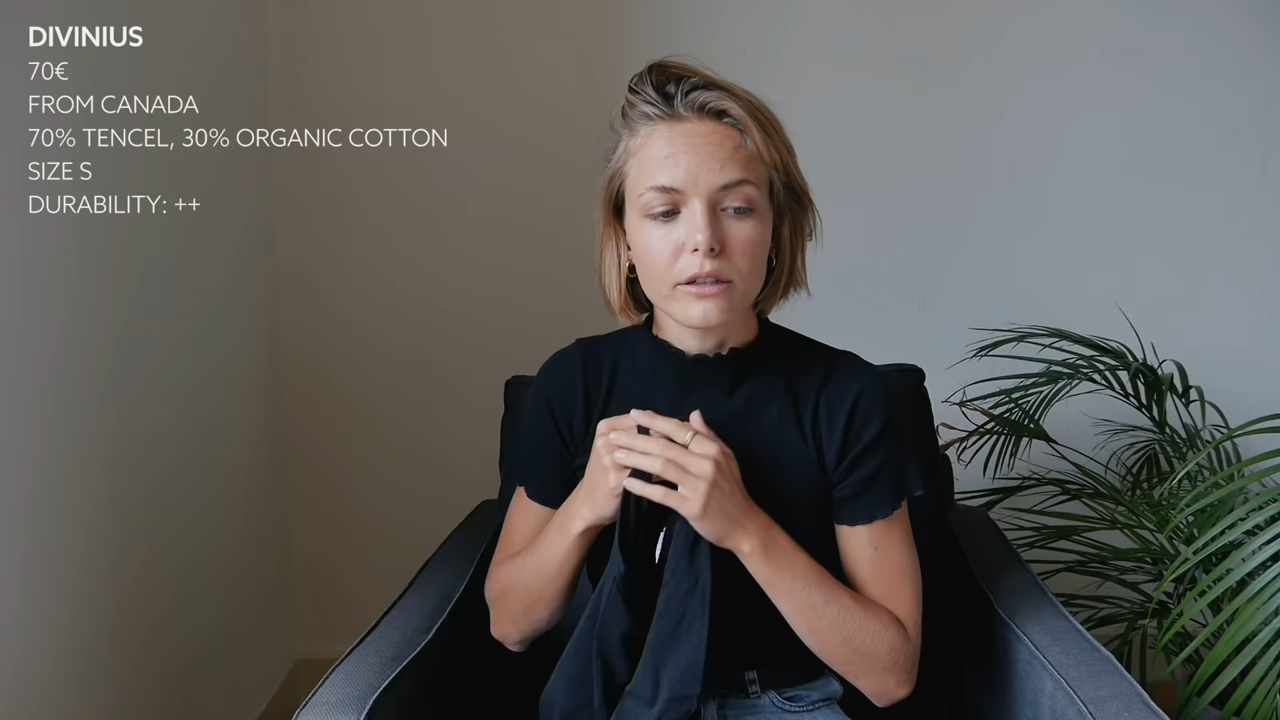 DIVINIUS
70€
FROM CANADA
70% TENCEL, 30% ORGANIC COTTON
SIZE S
DURABILITY: ++